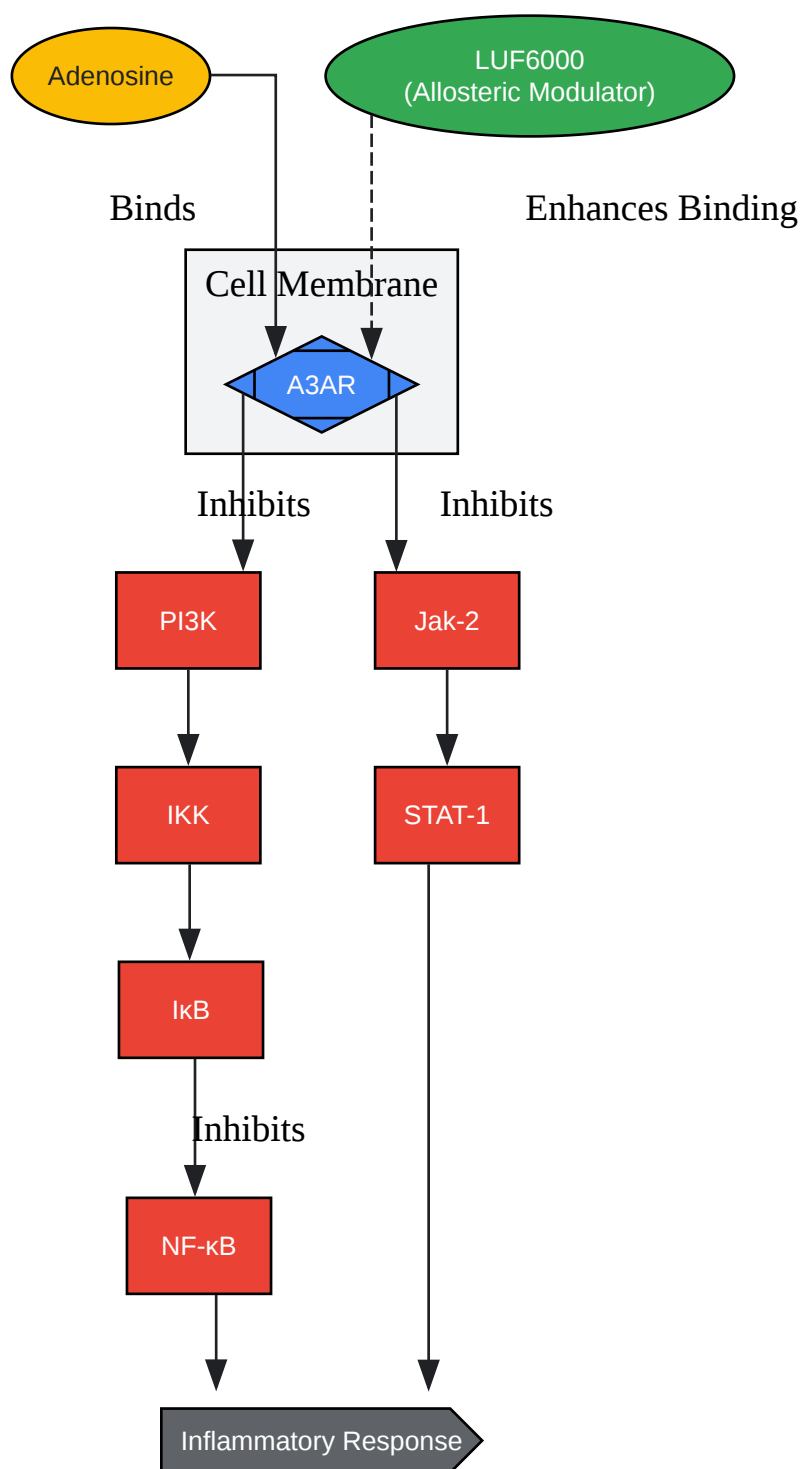 Adenosine
LUF6000
(Allosteric Modulator)
Binds
Enhances Binding
Cell Membrane
A3AR
Inhibits
Inhibits
PI3K
Jak-2
IKK
STAT-1
IκB
Inhibits
NF-κB
Inflammatory Response